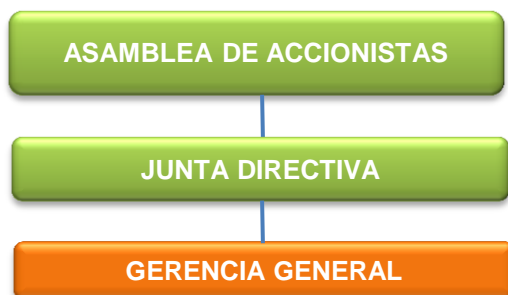 ASAMBLEA DE ACCIONISTAS
JUNTA DIRECTIVA
GERENCIA GENERAL